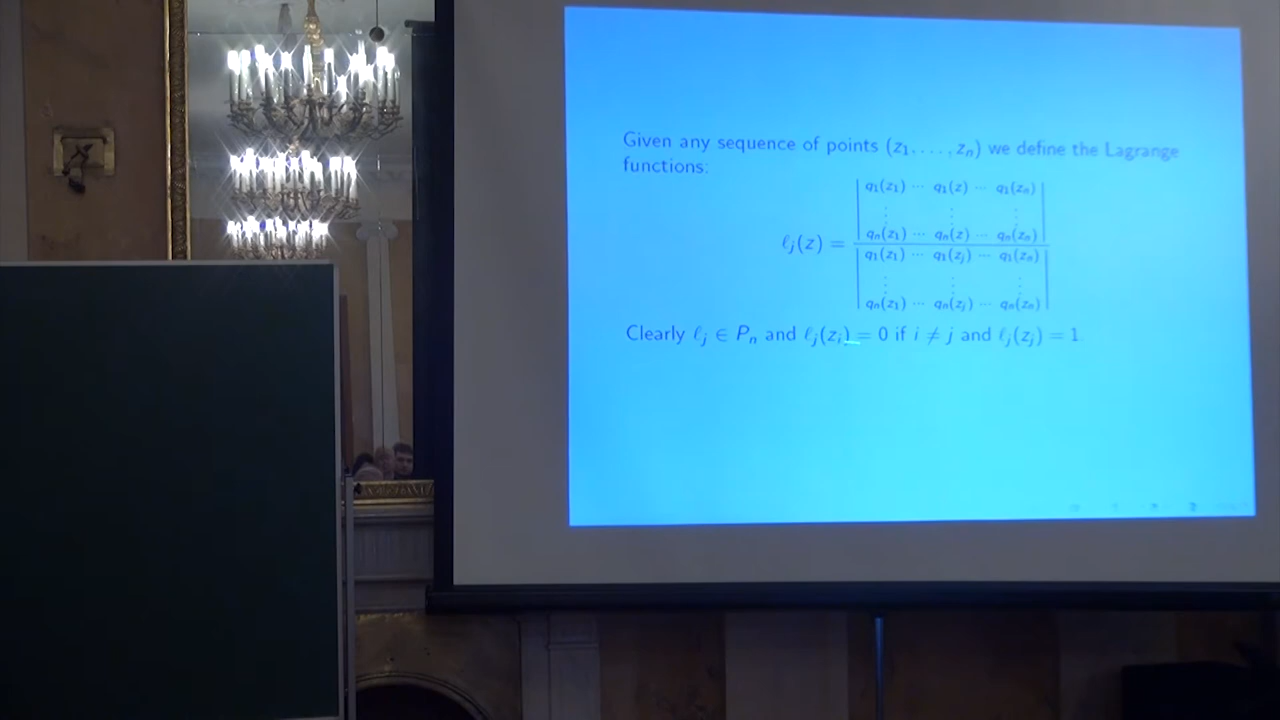 Given any sequence of points (z₁, . . . , zₙ) we define the Lagrange
functions:
q₁(z₁) ⋯ q₁(z) ⋯ q₁(zₙ)
⋮ ⋮ ⋮
qₙ(z₁) ⋯ qₙ(z) ⋯ qₙ(zₙ)
ℓⱼ(z) =
q₁(z₁) ⋯ q₁(zⱼ) ⋯ q₁(zₙ)
⋮ ⋮ ⋮
qₙ(z₁) ⋯ qₙ(zⱼ) ⋯ qₙ(zₙ)
Clearly ℓⱼ ∈ Pₙ and ℓⱼ(zᵢ) = 0 if i ≠ j and ℓⱼ(zⱼ) = 1.